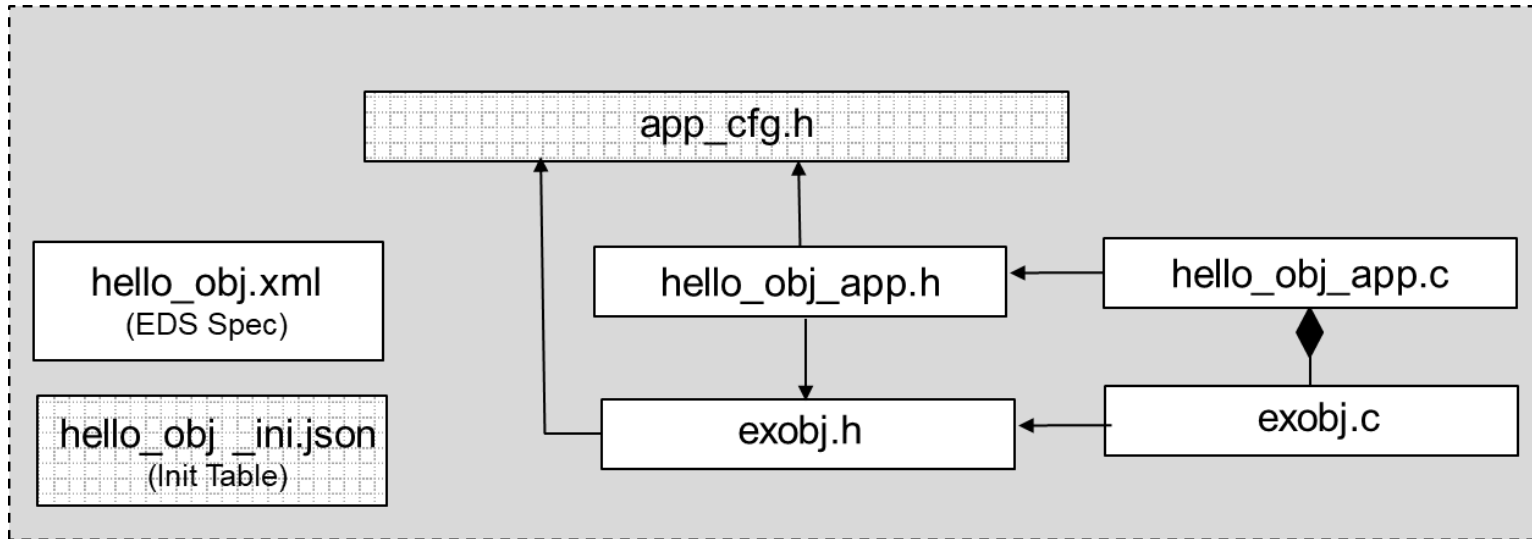 app_cfg.h
hello_obj.xml
(EDS Spec)
hello_obj_app.h
hello_obj_app.c
hello_obj _ini.json
(Init Table)
exobj.h
exobj.c